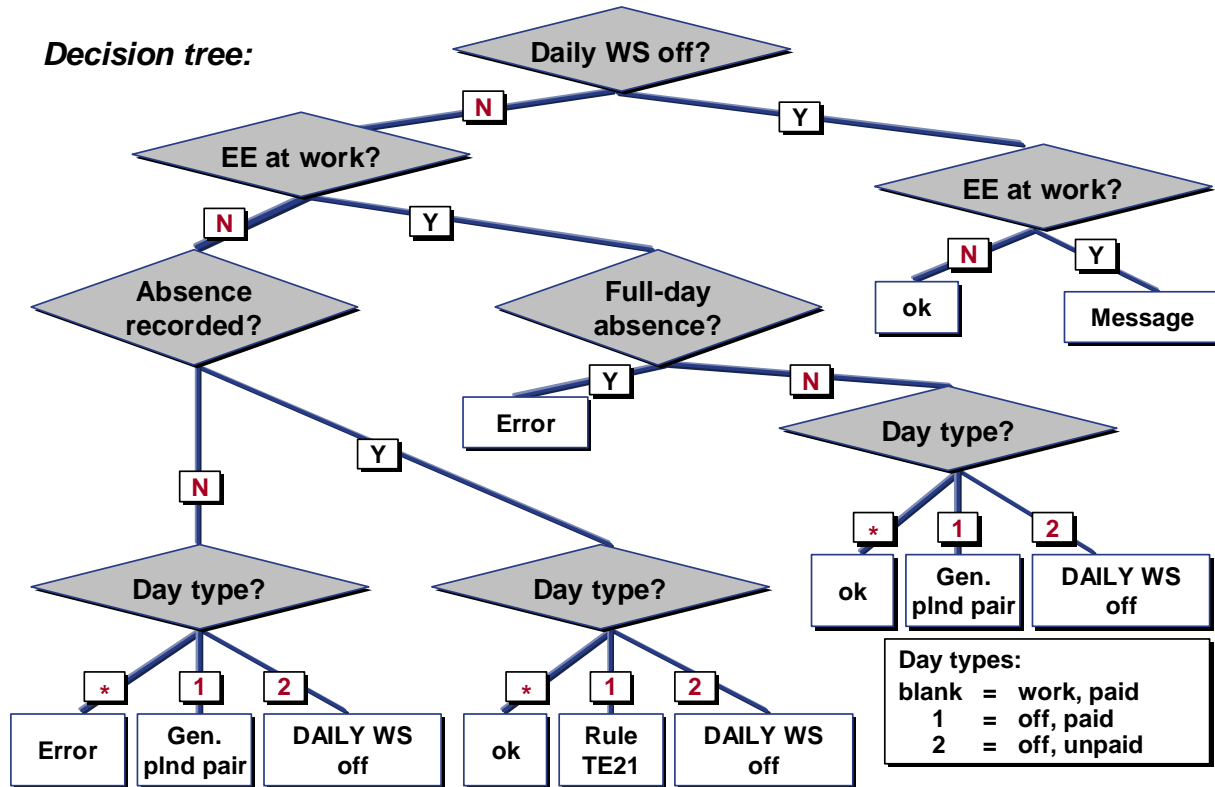 Decision tree:
Daily WS off?
N
Y
EE at work?
EE at work?
N
Y
N
Y
Absence
recorded?
Full-day
absence?
ok
Message
Y
N
Error
Day type?
Y
N
*
1
2
Day type?
Day type?
ok
Gen.
plnd pair
DAILY WS
off
*
1
2
*
1
2
Error
Gen.
plnd pair
DAILY WS
off
ok
Rule
TE21
DAILY WS
off
Day types:
blank = work, paid
1 = off, paid
2 = off, unpaid